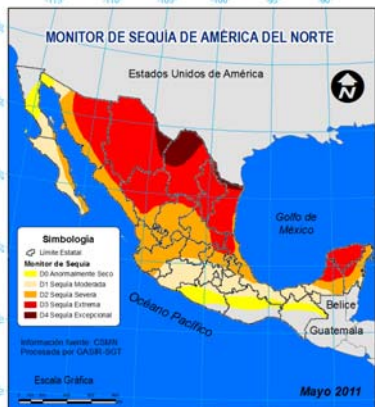 MONITOR DE SEQUÍA DE AMÉRICA DEL NORTE
Estados Unidos de América
N
Golfo de
México
Simbología
Límite Estatal
Monitor de Sequía
D0 Anormalmente Seco
D1 Sequía Moderada
D2 Sequía Severa
D3 Sequía Extrema
D4 Sequía Excepcional
Océano Pacífico
Belice
Guatemala
Información fuente: CSMN
Procesada por GASIR-SGT
Escala Gráfica
Mayo 2011